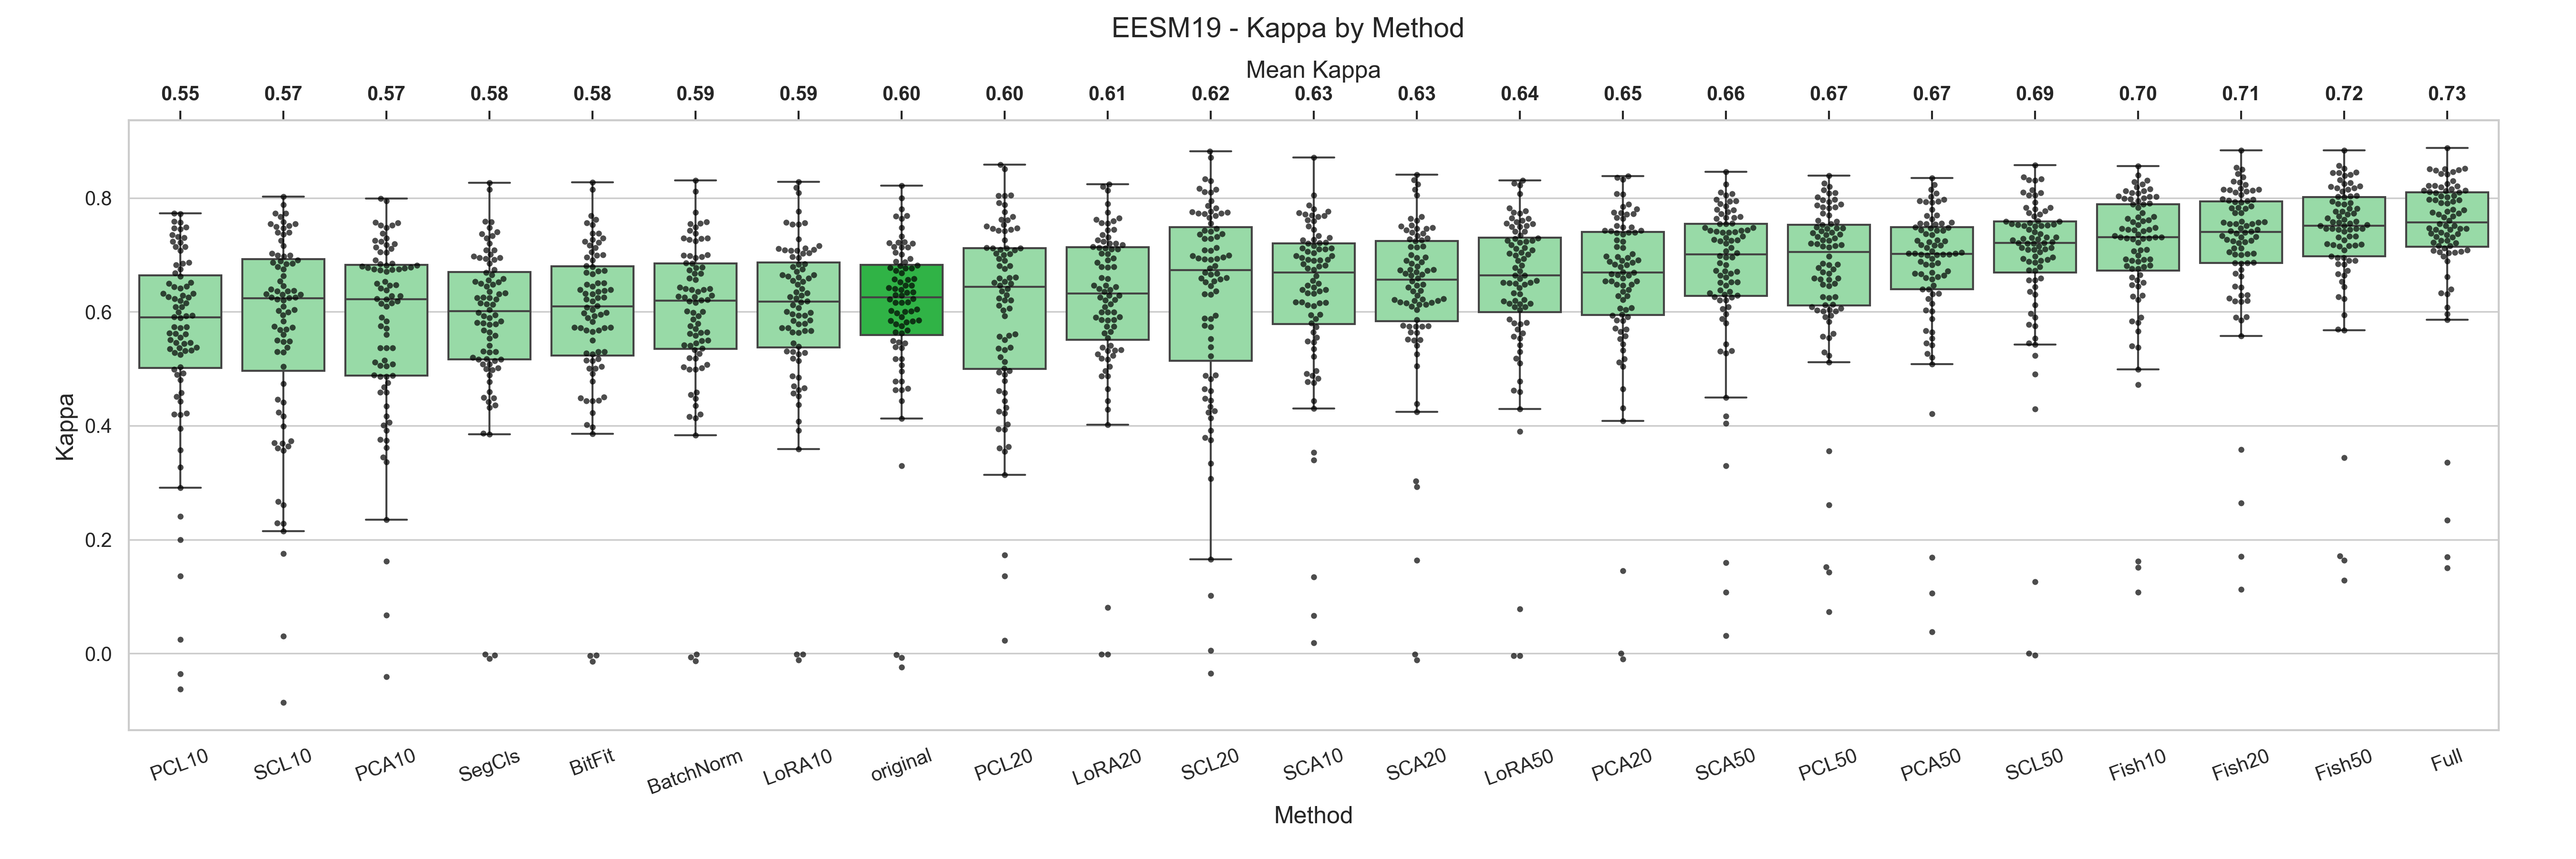 EESM19 - Kappa by Method
Mean Kappa
0.55 0.57 0.57 0.58 0.58 0.59 0.59 0.60 0.60 0.61 0.62 0.63 0.63 0.64 0.65 0.66 0.67 0.67 0.69 0.70 0.71 0.72 0.73
Kappa
0.8
0.6
0.4
0.2
0.0
PCL10 SCL10 PCA10 SegCls BitFit BatchNorm LoRA10 original PCL20 LoRA20 SCL20 SCA10 SCA20 LoRA50 PCA20 SCA50 PCL50 PCA50 SCL50 Fish10 Fish20 Fish50 Full
Method